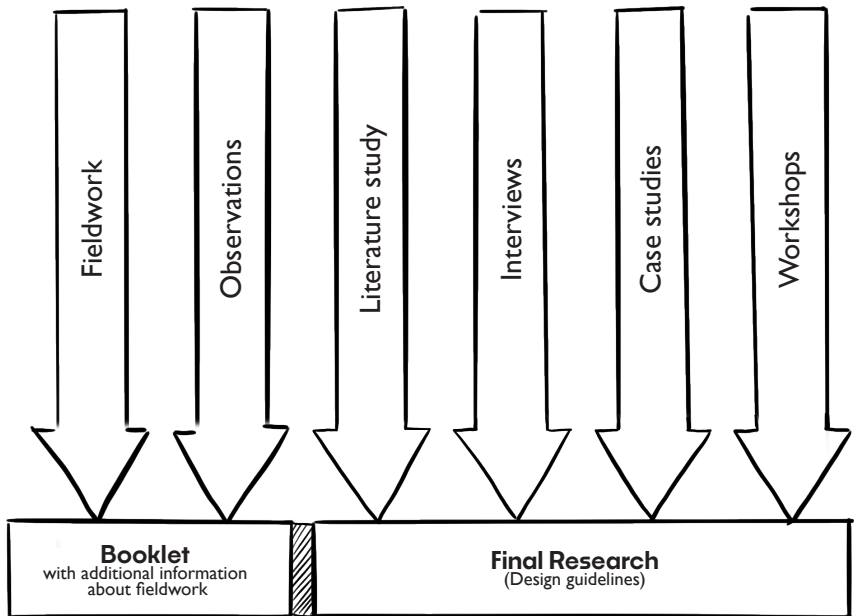 Fieldwork
Observations
Literature study
Interviews
Case studies
Workshops
Booklet
with additional information
about fieldwork
Final Research
(Design guidelines)